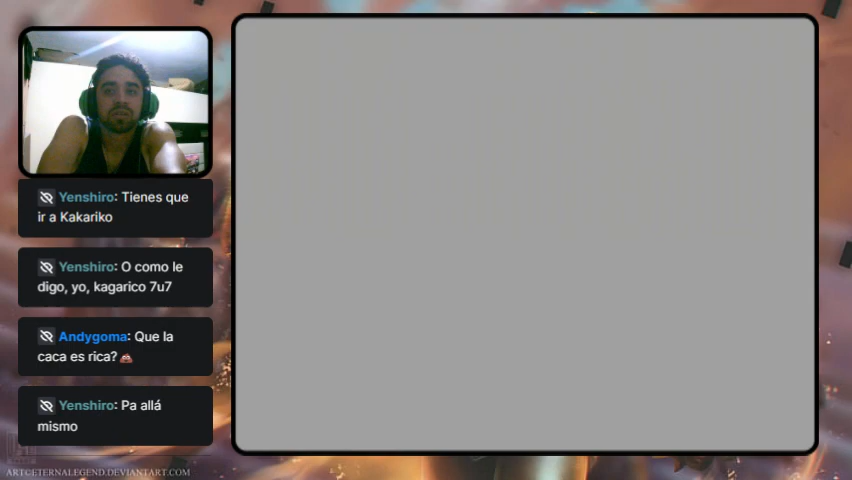 Yenshiro: Tienes que
ir a Kakariko
Yenshiro: O como le
digo, yo, kagarico 7u7
Andygoma: Que la
caca es rica?💩
Yenshiro: Pa allá
mismo
ARTCETERNALEGEND.DEVIANTART.COM